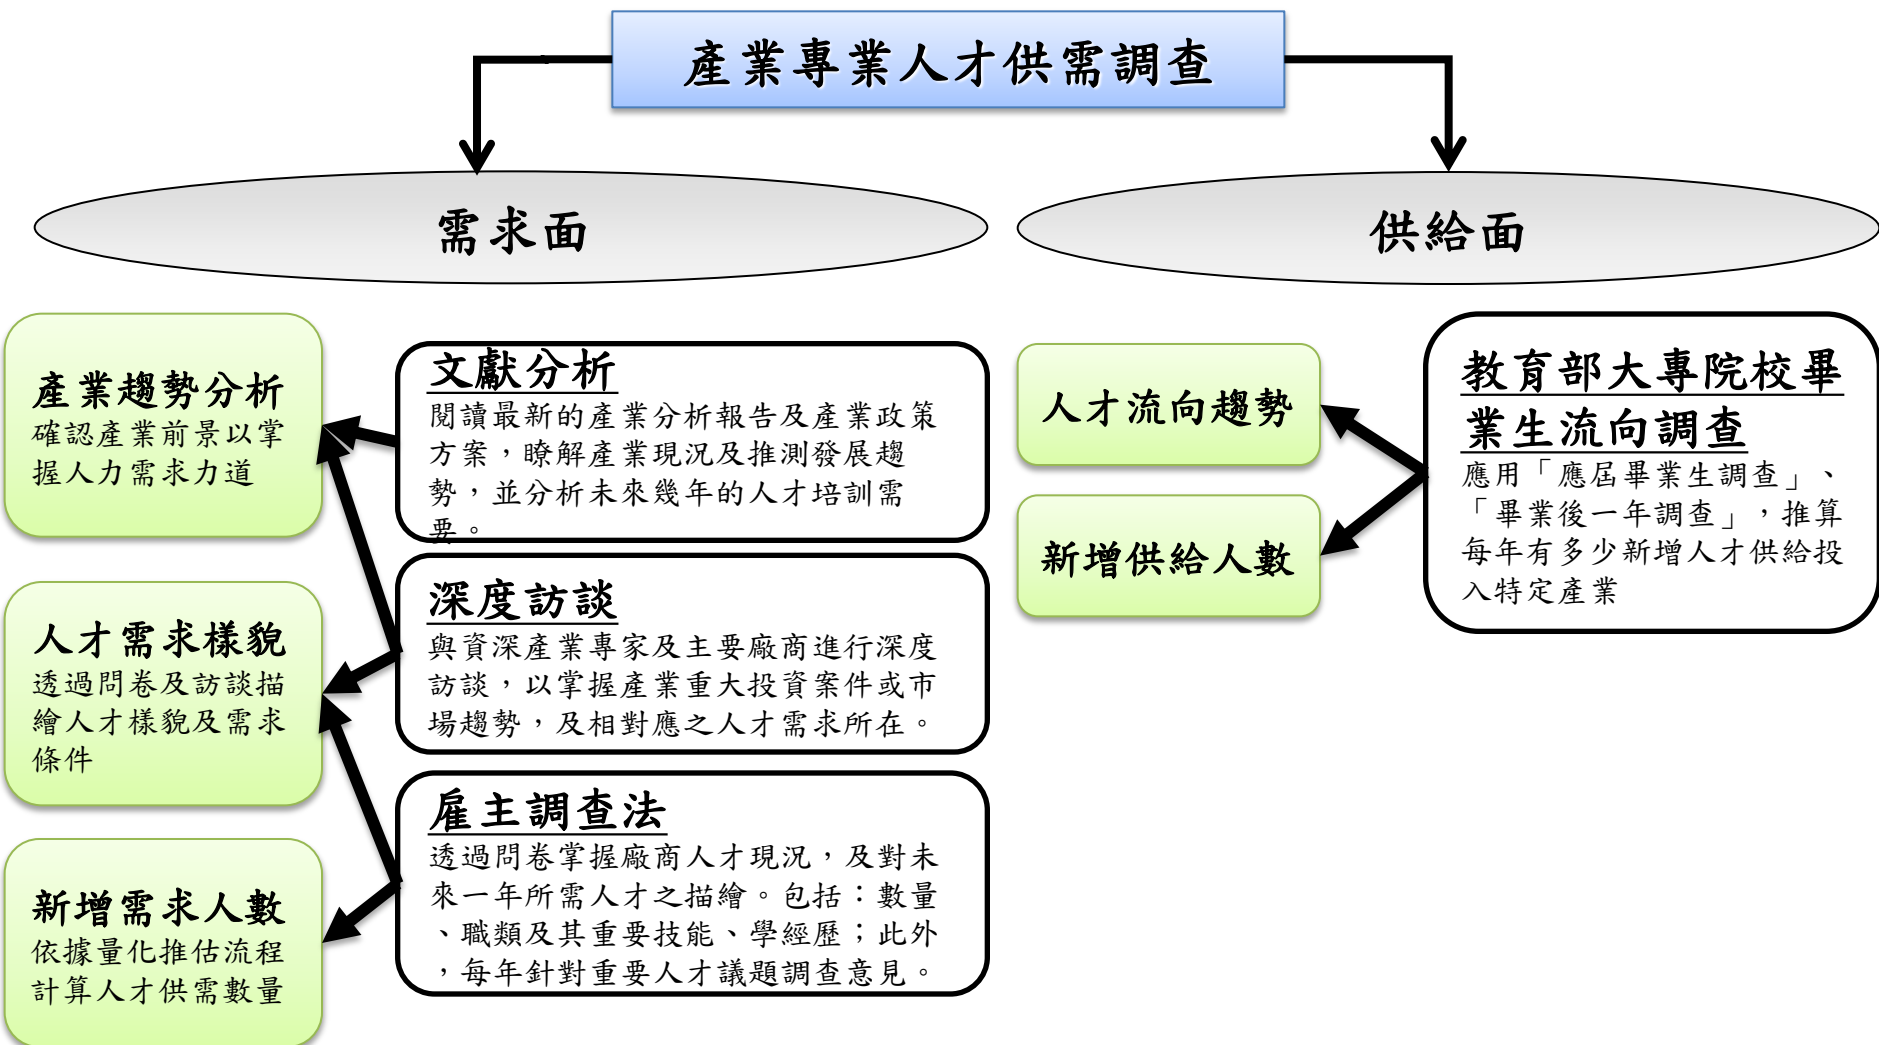 產業專業人才供需調查
需求面
供給面
產業趨勢分析
確認產業前景以掌
握人力需求力道
人才需求樣貌
透過問卷及訪談描
繪人才樣貌及需求
條件
新增需求人數
依據量化推估流程
計算人才供需數量
文獻分析
閱讀最新的產業分析報告及產業政策
方案，瞭解產業現況及推測發展趨
勢，並分析未來幾年的人才培訓需
要。
深度訪談
與資深產業專家及主要廠商進行深度
訪談，以掌握產業重大投資案件或市
場趨勢，及相對應之人才需求所在。
雇主調查法
透過問卷掌握廠商人才現況，及對未
來一年所需人才之描繪。包括：數量
、職類及其重要技能、學經歷；此外
，每年針對重要人才議題調查意見。
人才流向趨勢
新增供給人數
教育部大專院校畢
業生流向調查
應用「應屆畢業生調查」、
「畢業後一年調查」，推算
每年有多少新增人才供給投
入特定產業